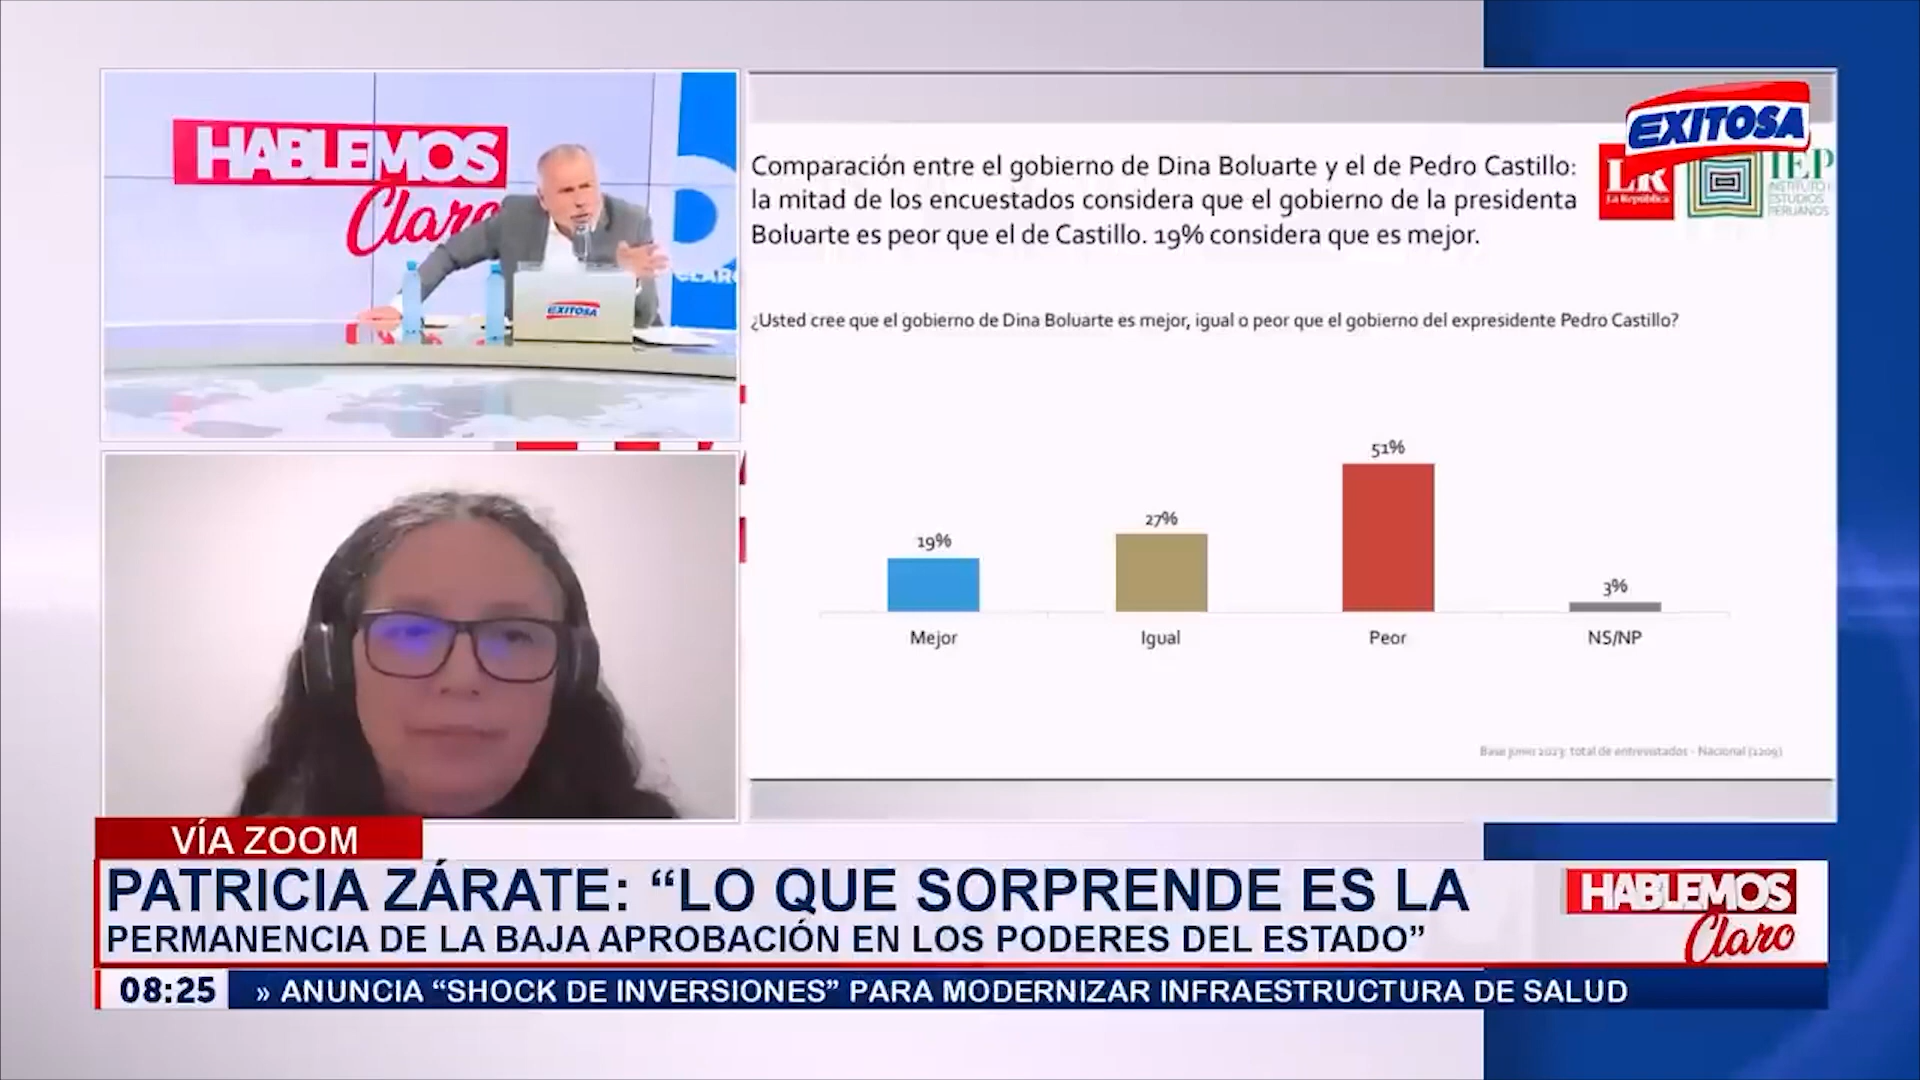 HABLEMOS
Claro
CLARO
EXITOSA
EXITOSA
LR
La República
IEP
INSTITUTO DE
ESTUDIOS
PERUANOS
Comparación entre el gobierno de Dina Boluarte y el de Pedro Castillo:
la mitad de los encuestados considera que el gobierno de la presidenta
Boluarte es peor que el de Castillo. 19% considera que es mejor.
¿Usted cree que el gobierno de Dina Boluarte es mejor, igual o peor que el gobierno del expresidente Pedro Castillo?
19%
27%
51%
3%
Mejor
Igual
Peor
NS/NP
Base junio 2023: total de entrevistados - Nacional (1209)
VÍA ZOOM
PATRICIA ZÁRATE: “LO QUE SORPRENDE ES LA
PERMANENCIA DE LA BAJA APROBACIÓN EN LOS PODERES DEL ESTADO”
HABLEMOS
Claro
08:25 » ANUNCIA “SHOCK DE INVERSIONES” PARA MODERNIZAR INFRAESTRUCTURA DE SALUD